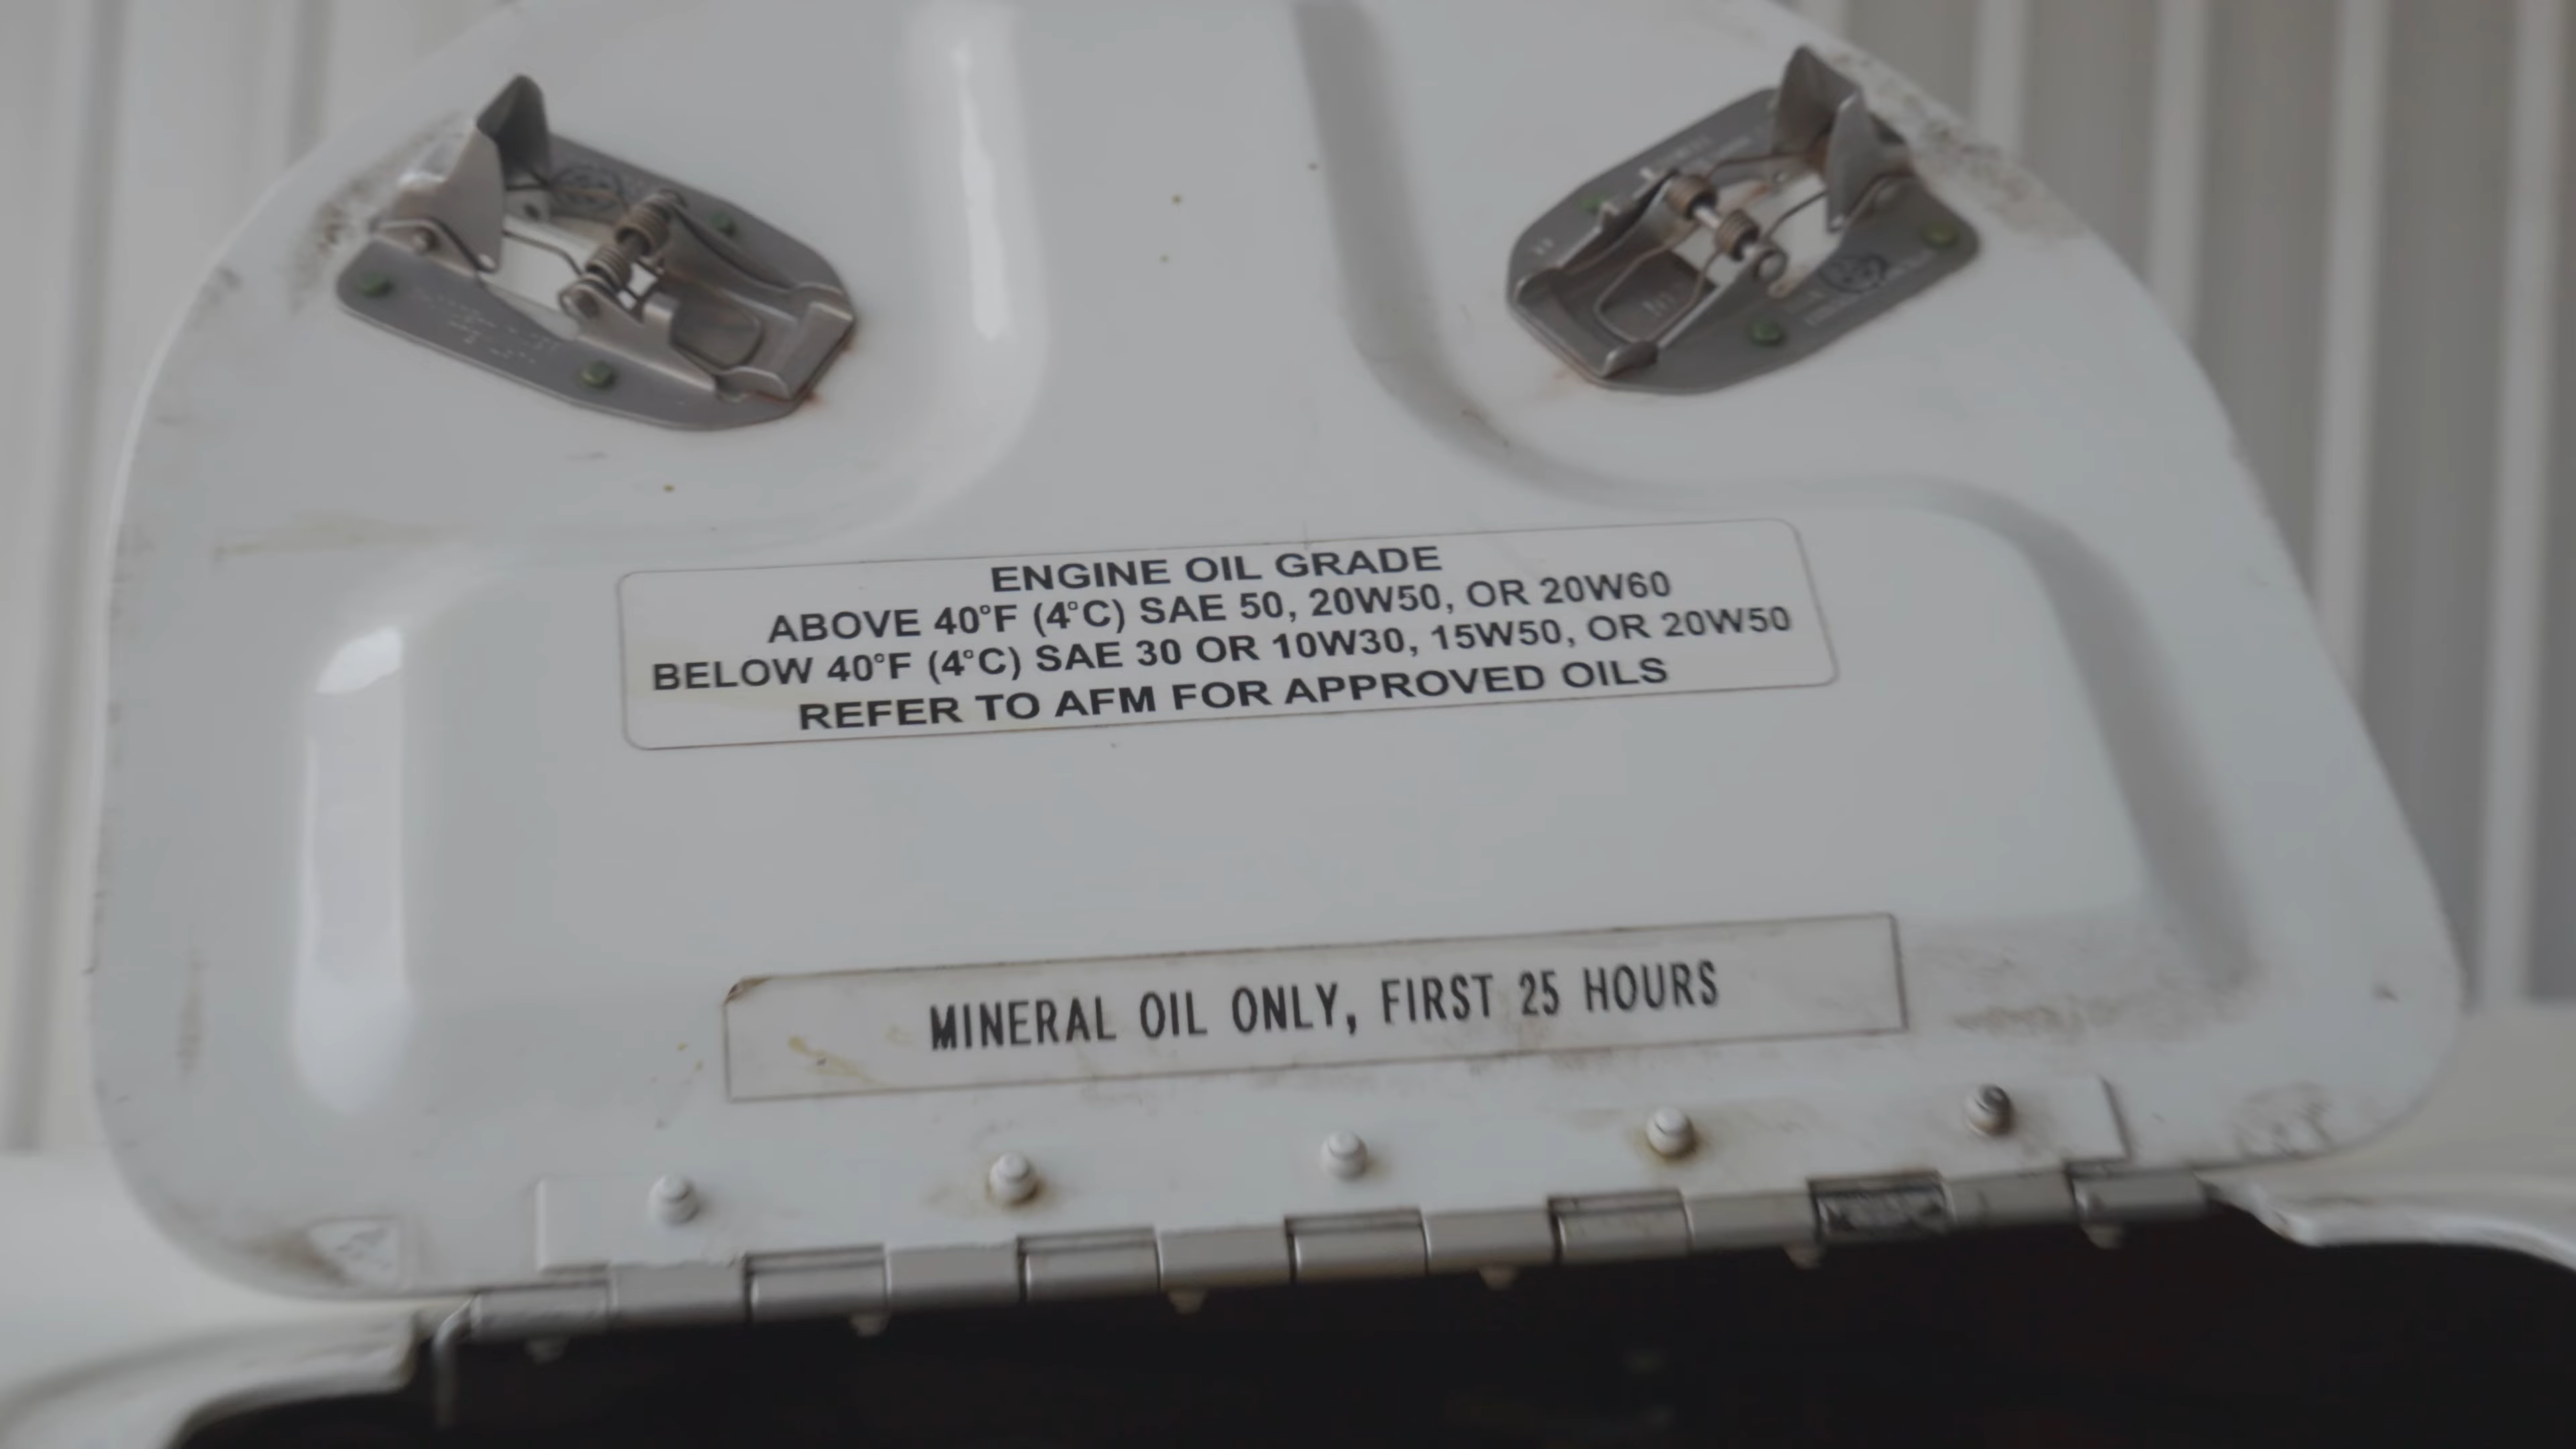 ENGINE OIL GRADE
ABOVE 40°F (4°C) SAE 50, 20W50, OR 20W60
BELOW 40°F (4°C) SAE 30 OR 10W30, 15W50, OR 20W50
REFER TO AFM FOR APPROVED OILS
MINERAL OIL ONLY, FIRST 25 HOURS